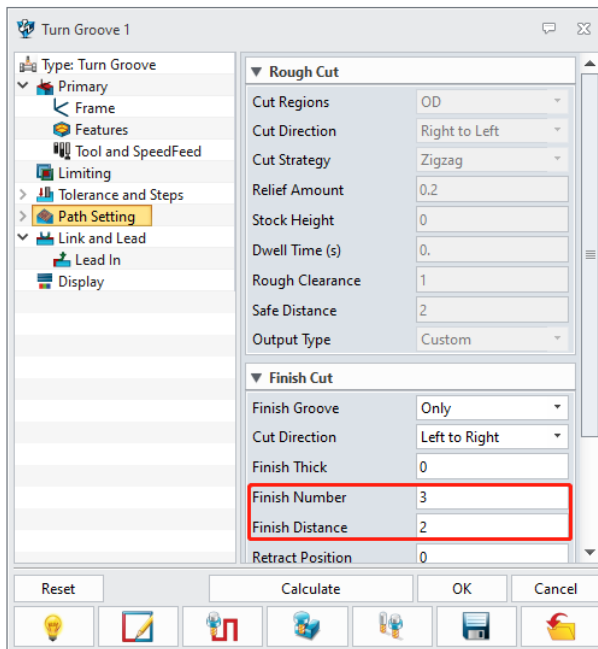 Turn Groove 1
Type: Turn Groove
Primary
Frame
Features
Tool and SpeedFeed
Limiting
Tolerance and Steps
Path Setting
Link and Lead
Lead In
Display
Rough Cut
Cut Regions OD
Cut Direction Right to Left
Cut Strategy Zigzag
Relief Amount 0.2
Stock Height 0
Dwell Time (s) 0.
Rough Clearance 1
Safe Distance 2
Output Type Custom
Finish Cut
Finish Groove Only
Cut Direction Left to Right
Finish Thick 0
Finish Number 3
Finish Distance 2
Retract Position 0
Reset Calculate OK Cancel